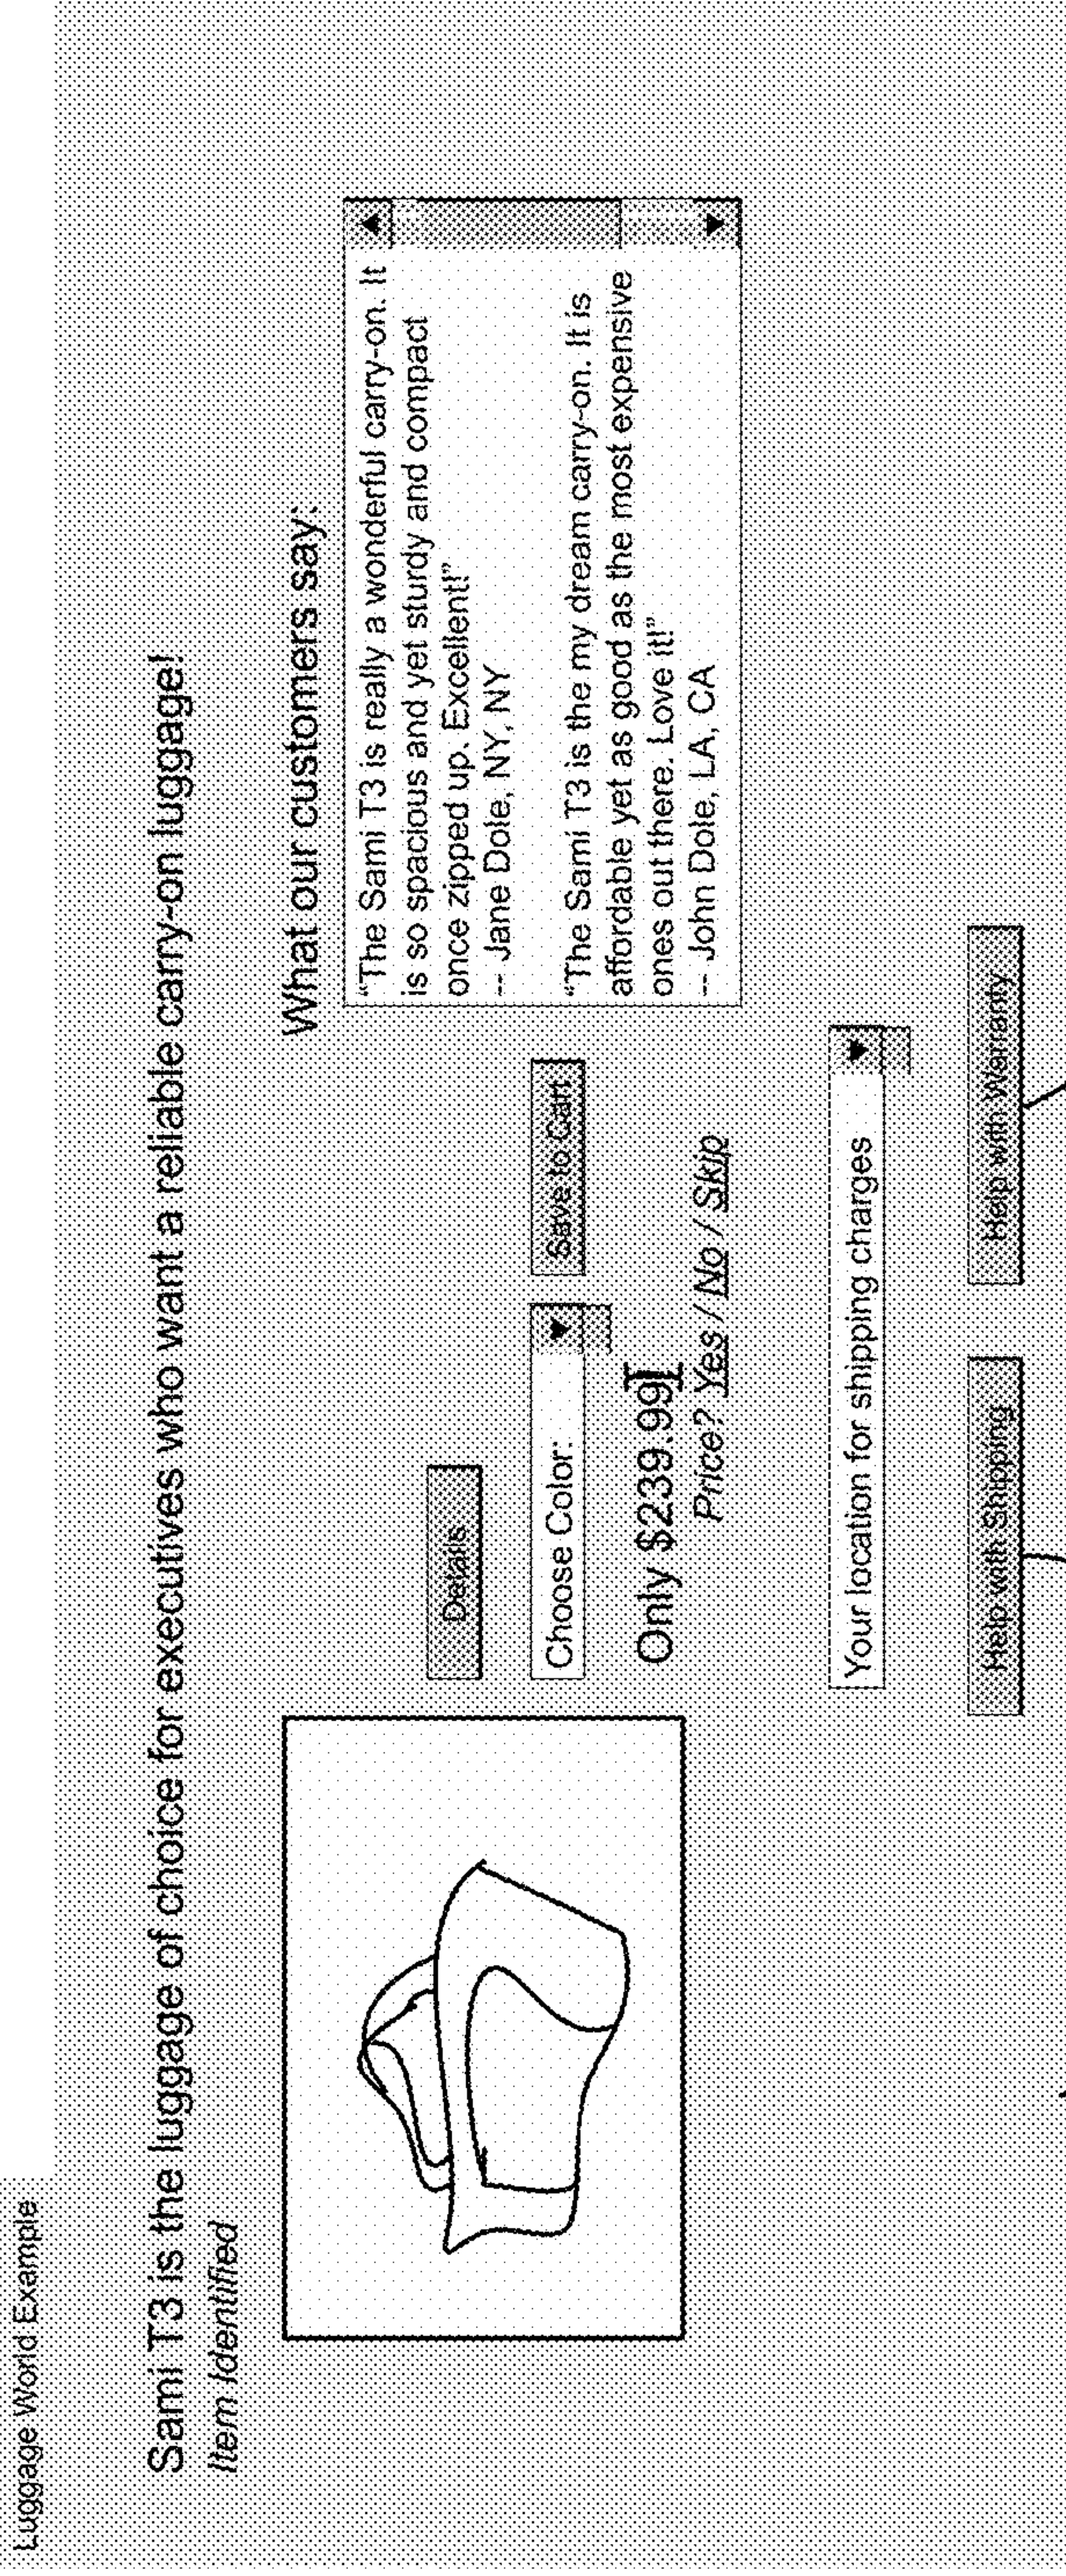 Luggage World Example
Sami T3 is the luggage of choice for executives who want a reliable carry-on luggage!
Item Identified
What our customers say:
“The Sami T3 is really a wonderful carry-on. It
is so spacious and yet sturdy and compact
once zipped up. Excellent!”
-- Jane Dole, NY, NY
“The Sami T3 is the my dream carry-on. It is
affordable yet as good as the most expensive
ones out there. Love it!”
-- John Dole, LA, CA
Details
Choose Color:
Save to Cart
Only $239.99
Price? Yes / No / Skip
Your location for shipping charges
Help with Shipping
Help with Warranty